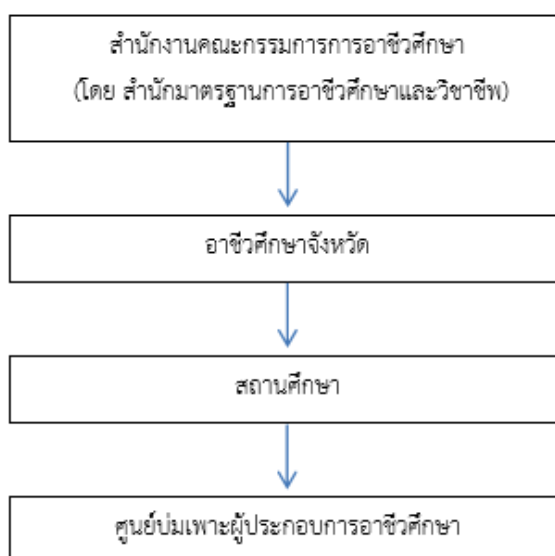 สำนักงานคณะกรรมการการอาชีวศึกษา
(โดย สำนักมาตรฐานการอาชีวศึกษาและวิชาชีพ)
อาชีวศึกษาจังหวัด
สถานศึกษา
ศูนย์บ่มเพาะผู้ประกอบการอาชีวศึกษา